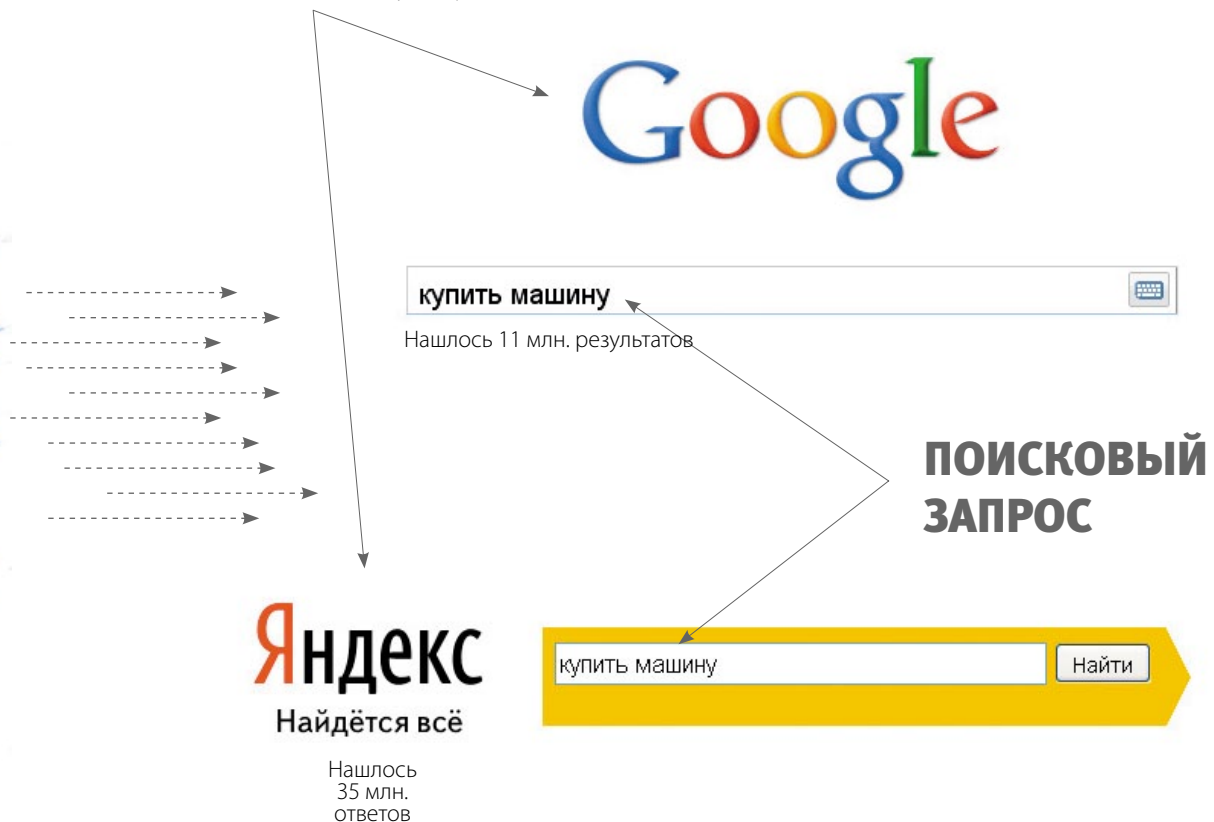 Google
купить машину
Нашлось 11 млн. результатов
ПОИСКОВЫЙ
ЗАПРОС
Яндекс
Найдётся всё
купить машину
Найти
Нашлось
35 млн.
ответов